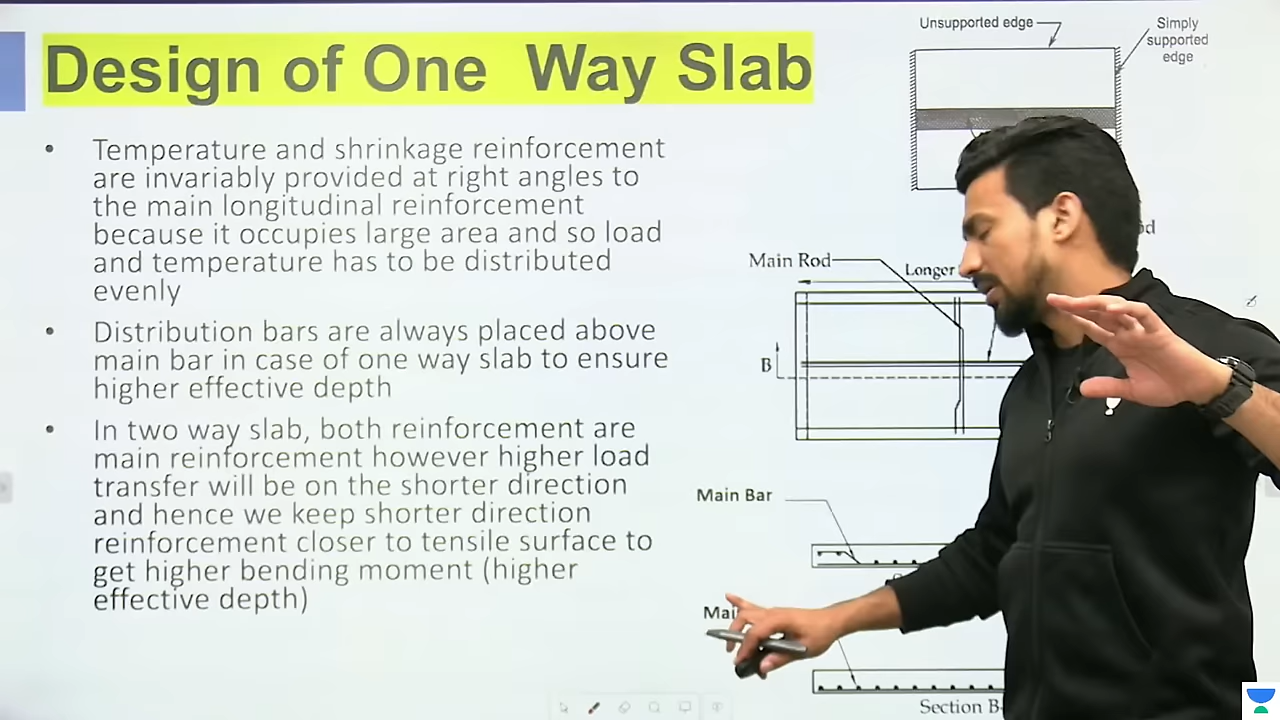 Design of One Way Slab
Unsupported edge
Simply
supported
edge
• Temperature and shrinkage reinforcement
are invariably provided at right angles to
the main longitudinal reinforcement
because it occupies large area and so load
and temperature has to be distributed
evenly
• Distribution bars are always placed above
main bar in case of one way slab to ensure
higher effective depth
• In two way slab, both reinforcement are
main reinforcement however higher load
transfer will be on the shorter direction
and hence we keep shorter direction
reinforcement closer to tensile surface to
get higher bending moment (higher
effective depth)
Main Rod
Longer
B
Main Bar
Section B-